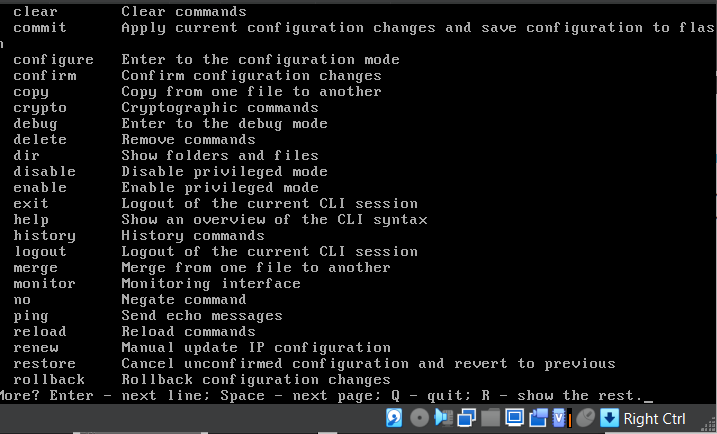 clear Clear commands
commit Apply current configuration changes and save configuration to flas
h
configure Enter to the configuration mode
confirm Confirm configuration changes
copy Copy from one file to another
crypto Cryptographic commands
debug Enter to the debug mode
delete Remove commands
dir Show folders and files
disable Disable privileged mode
enable Enable privileged mode
exit Logout of the current CLI session
help Show an overview of the CLI syntax
history History commands
logout Logout of the current CLI session
merge Merge from one file to another
monitor Monitoring interface
no Negate command
ping Send echo messages
reload Reload commands
renew Manual update IP configuration
restore Cancel unconfirmed configuration and revert to previous
rollback Rollback configuration changes
More? Enter - next line; Space - next page; Q - quit; R - show the rest._
Right Ctrl